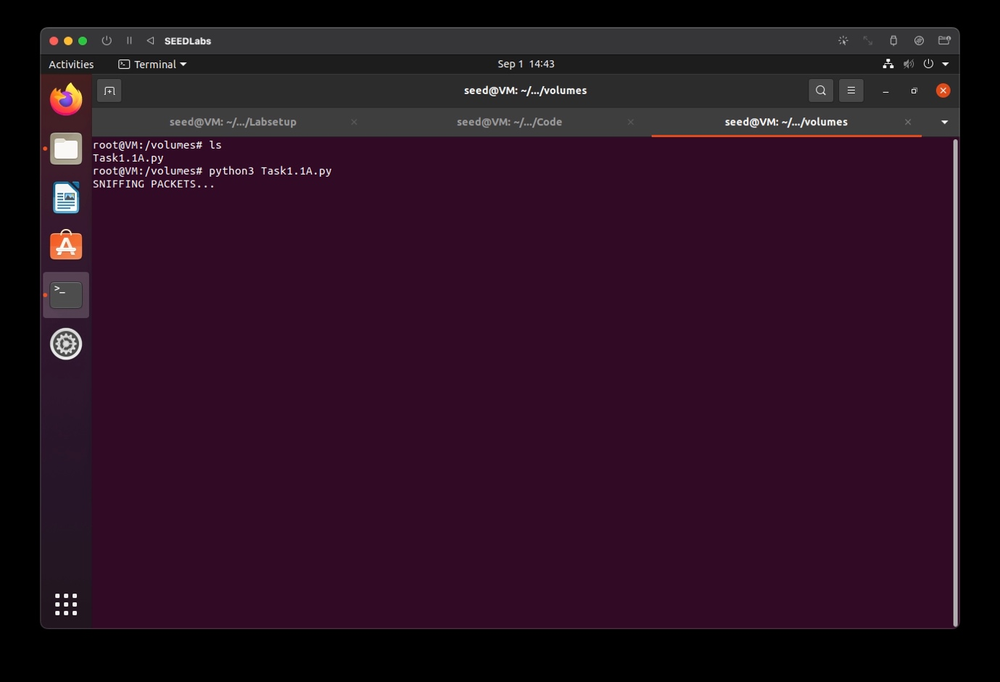 SEEDLabs
Activities
Terminal
Sep 1 14:43
seed@VM: ~/.../volumes
seed@VM: ~/.../Labsetup
seed@VM: ~/.../Code
seed@VM: ~/.../volumes
root@VM:/volumes# ls
Task1.1A.py
root@VM:/volumes# python3 Task1.1A.py
SNIFFING PACKETS...